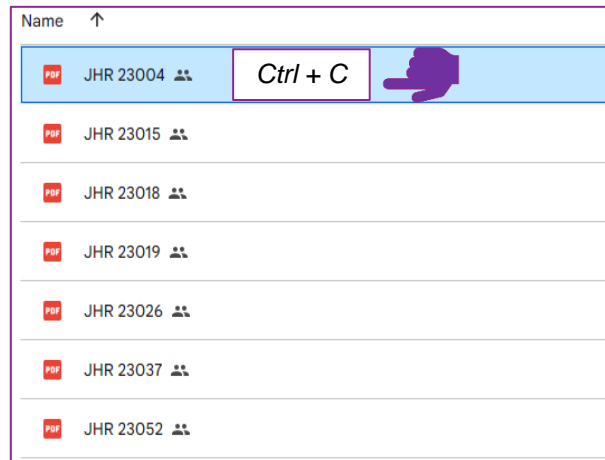 Name
PDF JHR 23004 Ctrl + C
PDF JHR 23015
PDF JHR 23018
PDF JHR 23019
PDF JHR 23026
PDF JHR 23037
PDF JHR 23052